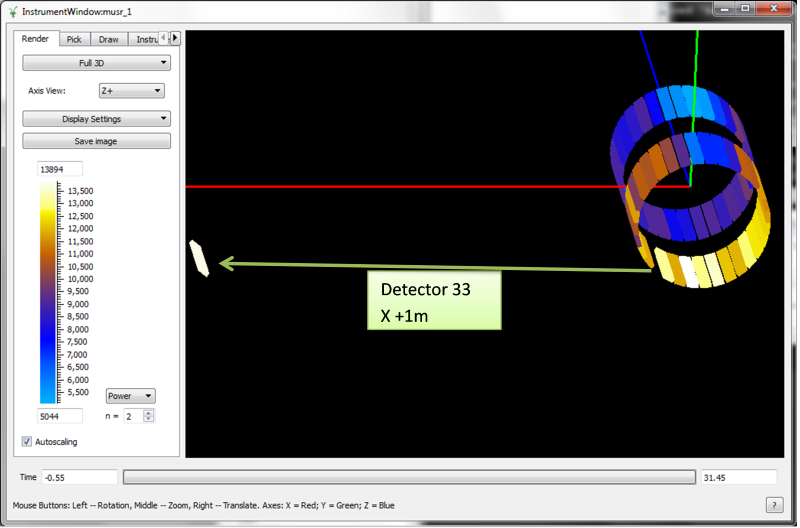 InstrumentWindow:musr_1
Render Pick Draw Instru
Full 3D
Axis View: Z+
Display Settings
Save image
13894
13,500
13,000
12,500
12,000
11,500
11,000
10,500
10,000
9,500
9,000
8,500
8,000
7,500
7,000
6,500
6,000
5,500
Power
5044
n = 2
Autoscaling
Detector 33
X +1m
Time -0.55 31.45
Mouse Buttons: Left -- Rotation, Middle -- Zoom, Right -- Translate. Axes: X = Red; Y = Green; Z = Blue
?